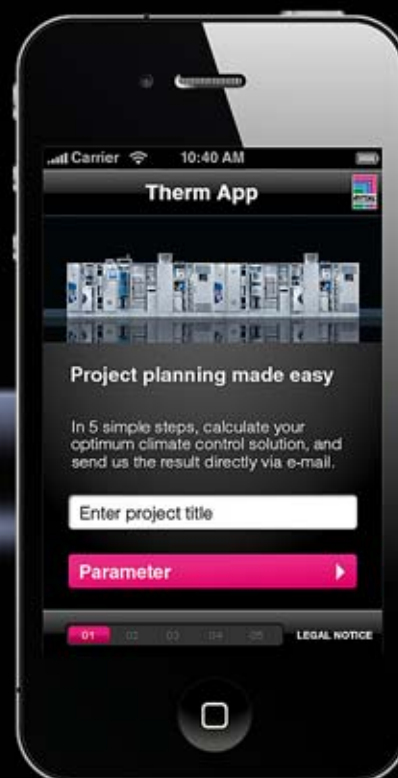 Carrier 10:40 AM
Therm App
RITTAL
Project planning made easy
In 5 simple steps, calculate your
optimum climate control solution, and
send us the result directly via e-mail.
Enter project title
Parameter
01 02 03 04 05 LEGAL NOTICE